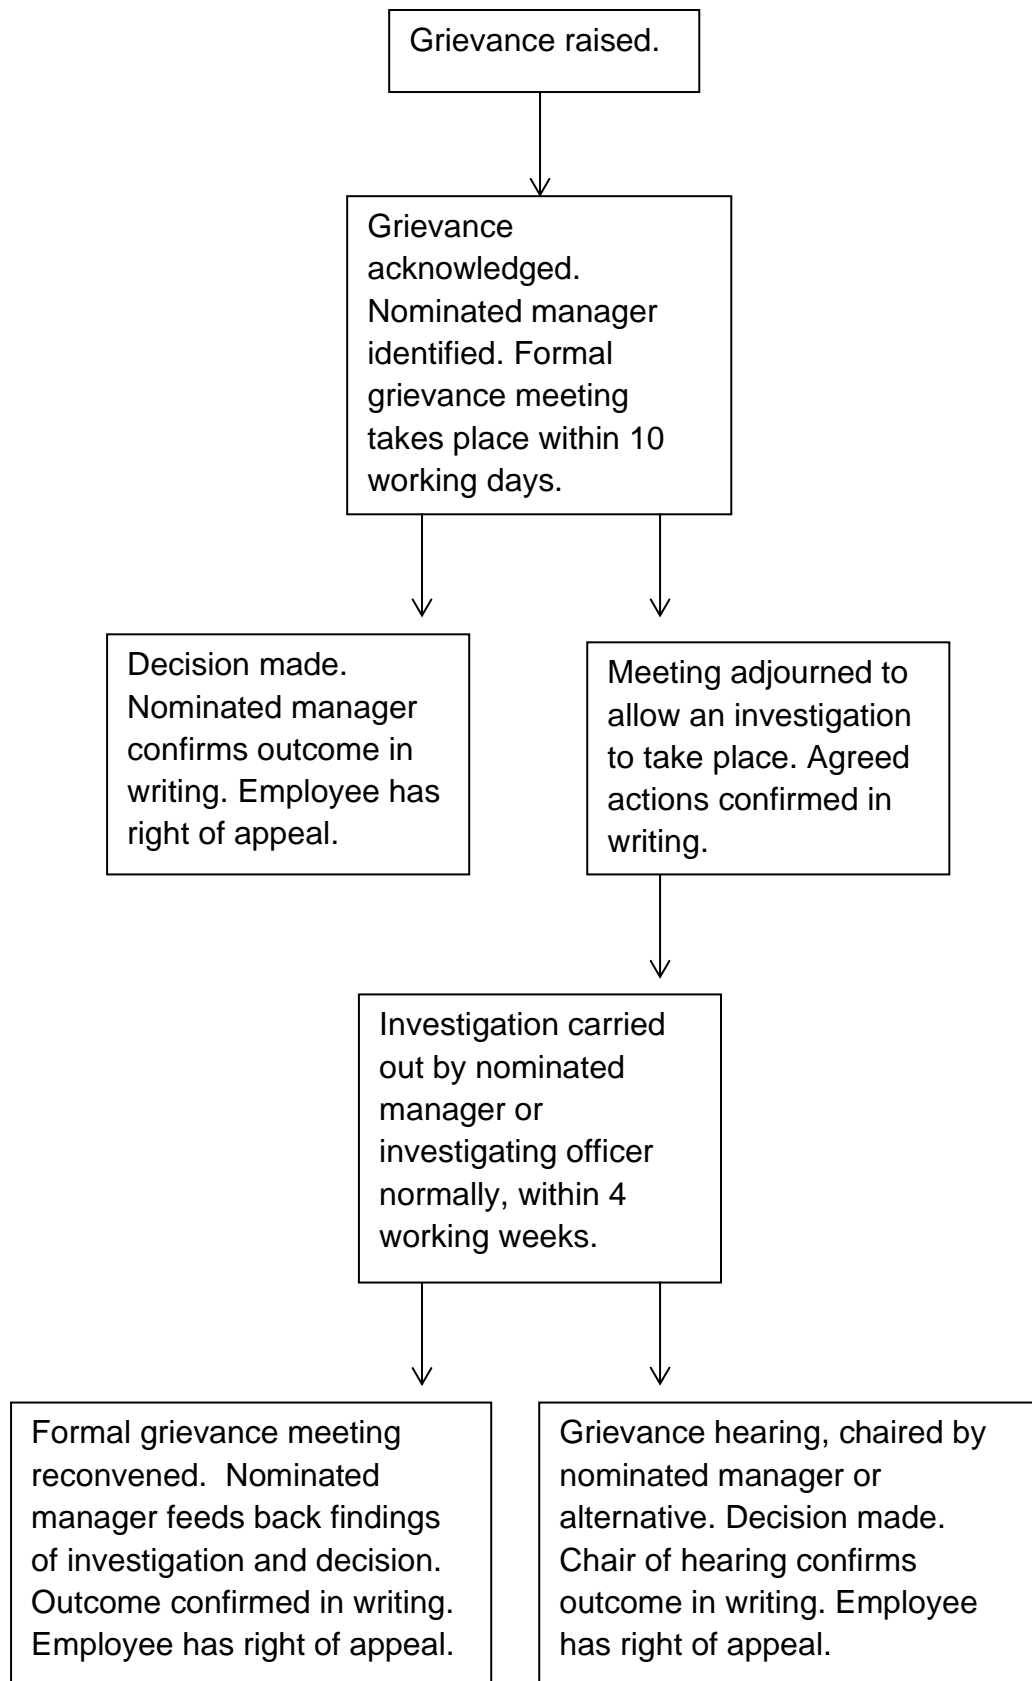 Grievance raised.
Grievance
acknowledged.
Nominated manager
identified. Formal
grievance meeting
takes place within 10
working days.
Decision made.
Nominated manager
confirms outcome in
writing. Employee has
right of appeal.
Meeting adjourned to
allow an investigation
to take place. Agreed
actions confirmed in
writing.
Investigation carried
out by nominated
manager or
investigating officer
normally, within 4
working weeks.
Formal grievance meeting
reconvened.  Nominated
manager feeds back findings
of investigation and decision.
Outcome confirmed in writing.
Employee has right of appeal.
Grievance hearing, chaired by
nominated manager or
alternative. Decision made.
Chair of hearing confirms
outcome in writing. Employee
has right of appeal.